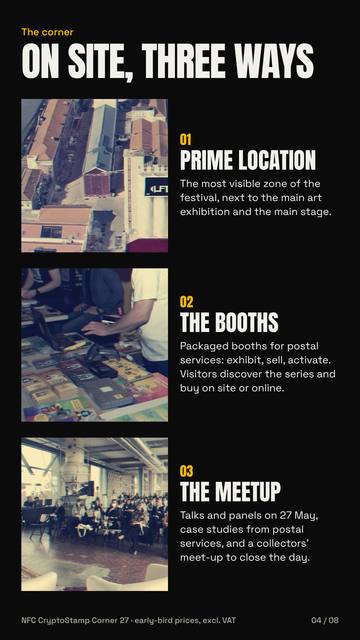 The corner
ON SITE, THREE WAYS
01
PRIME LOCATION
The most visible zone of the
festival, next to the main art
exhibition and the main stage.
02
THE BOOTHS
Packaged booths for postal
services: exhibit, sell, activate.
Visitors discover the series and
buy on site or online.
03
THE MEETUP
Talks and panels on 27 May,
case studies from postal
services, and a collectors'
meet-up to close the day.
NFC CryptoStamp Corner 27 · early-bird prices, excl. VAT
04 / 08